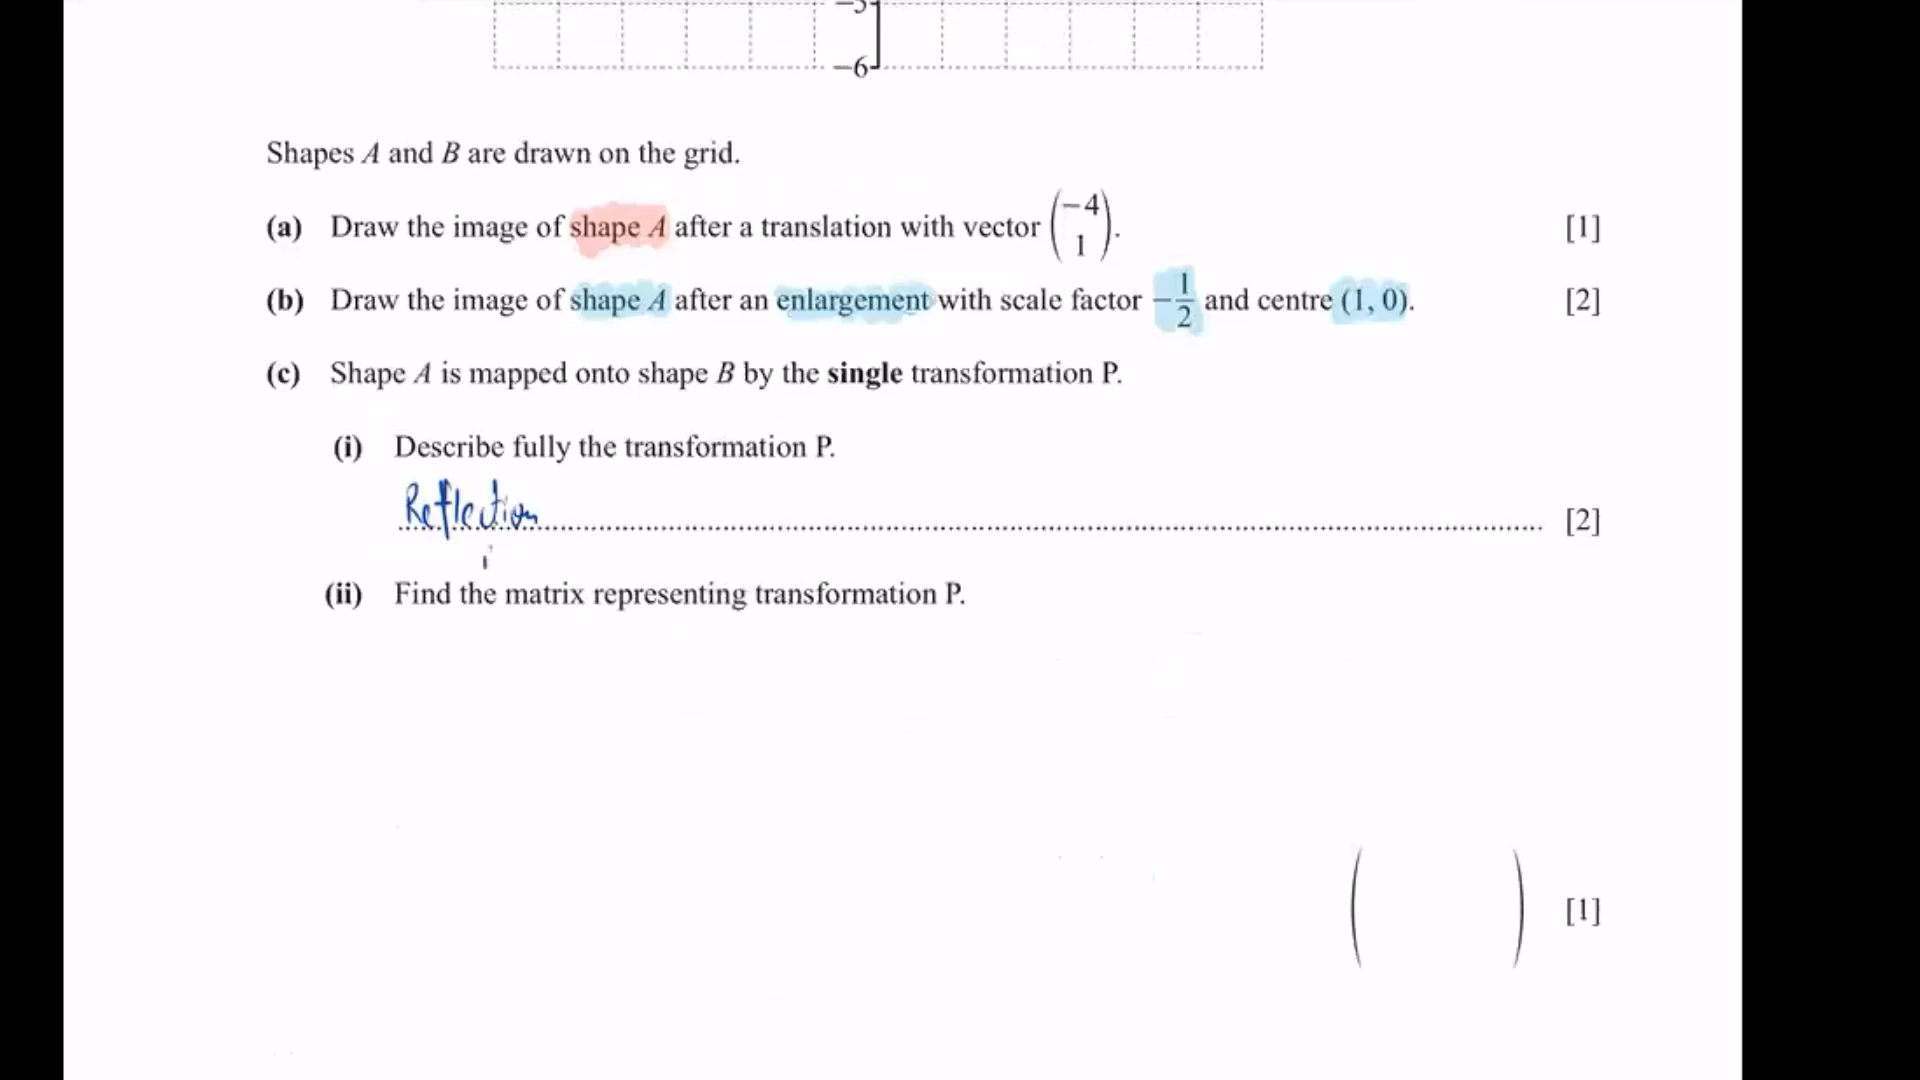 −5
−6
Shapes A and B are drawn on the grid.
(a) Draw the image of shape A after a translation with vector (−4 1). [1]
(b) Draw the image of shape A after an enlargement with scale factor −1/2 and centre (1, 0). [2]
(c) Shape A is mapped onto shape B by the single transformation P.
(i) Describe fully the transformation P.
Reflection [2]
(ii) Find the matrix representing transformation P.
( ) [1]